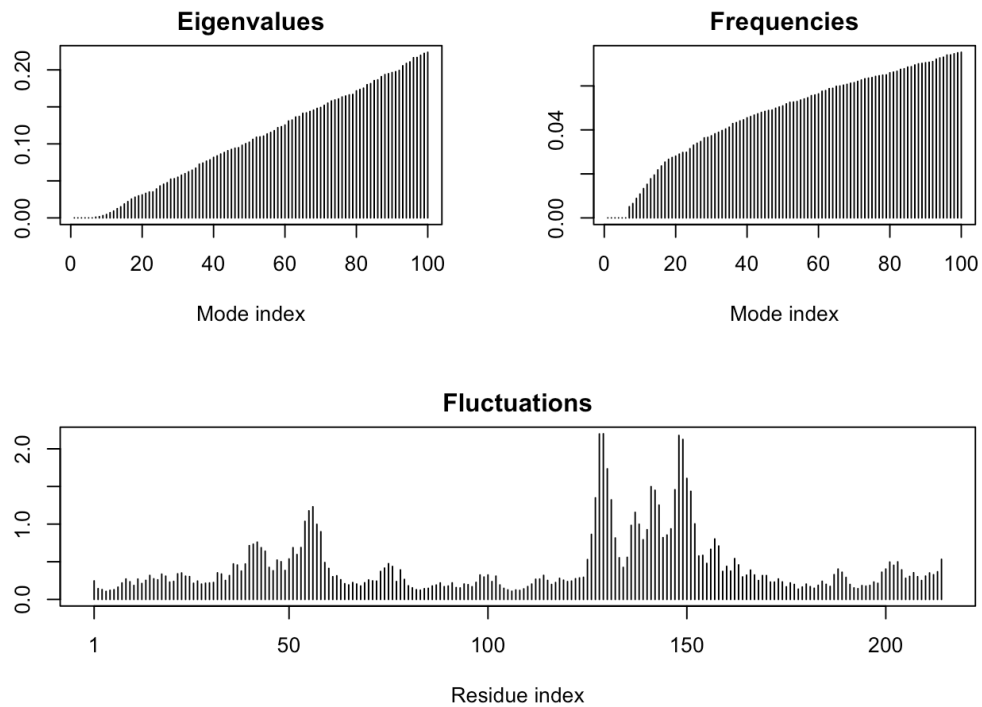 Eigenvalues
0.00 0.10 0.20
0 20 40 60 80 100
Mode index
Frequencies
0.00 0.04
0 20 40 60 80 100
Mode index
Fluctuations
0.0 1.0 2.0
1 50 100 150 200
Residue index